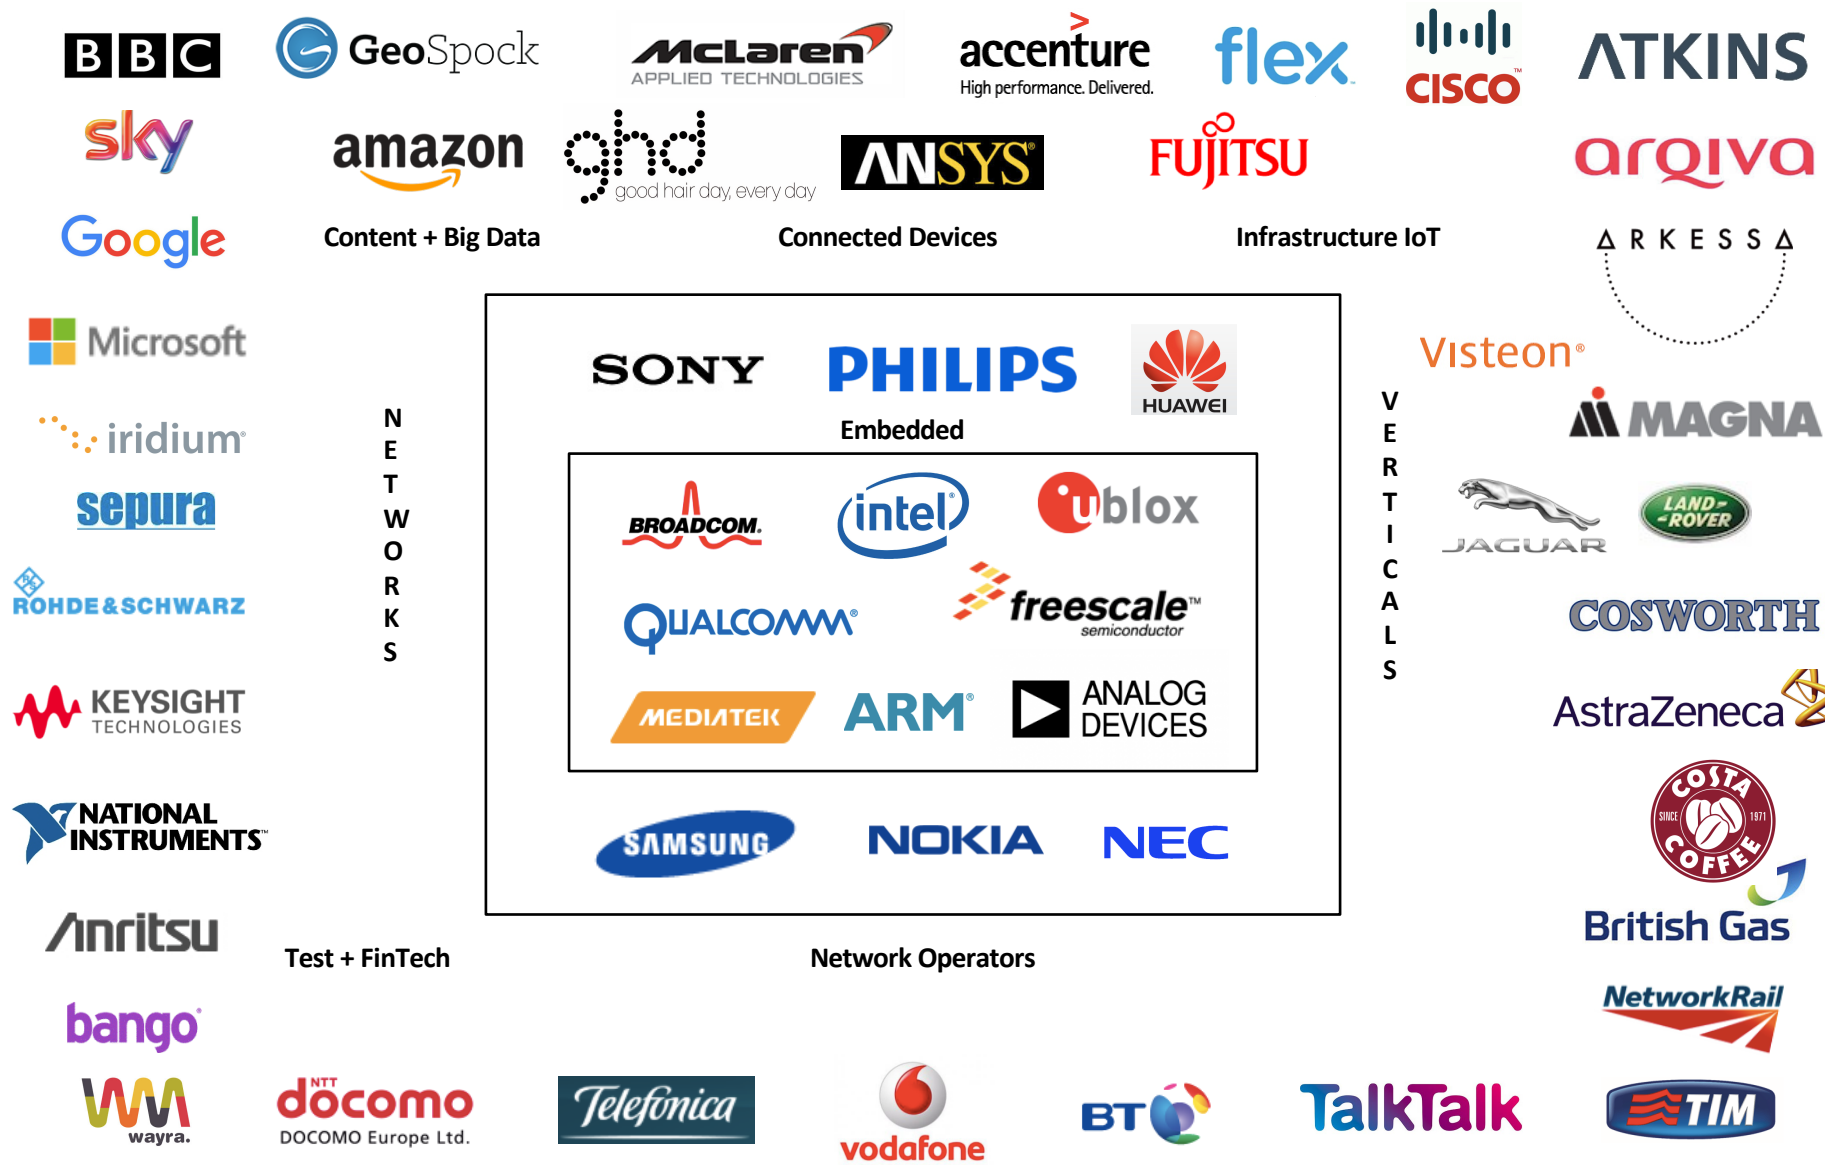 BBC
GeoSpock
McLaren
APPLIED TECHNOLOGIES
accenture
High performance. Delivered.
flex
CISCO
ATKINS
sky
amazon
ghd
good hair day, every day
ANSYS
FUJITSU
arqiva
Google
Content + Big Data
Connected Devices
Infrastructure IoT
ARKESSA
Microsoft
SONY
PHILIPS
HUAWEI
Visteon
iridium
NETWORKS
Embedded
VERTICALS
MAGNA
sepura
BROADCOM.
intel
ublox
JAGUAR
LAND-
-ROVER
R&S
ROHDE&SCHWARZ
QUALCOMM
freescale™
semiconductor
COSWORTH
KEYSIGHT
TECHNOLOGIES
MEDIATEK
ARM®
ANALOG
DEVICES
AstraZeneca
NATIONAL
INSTRUMENTS™
SAMSUNG
NOKIA
NEC
COSTA
SINCE 1971
COFFEE
British Gas
Anritsu
Test + FinTech
Network Operators
bango
NetworkRail
wayra.
NTT
döcomo
DOCOMO Europe Ltd.
Telefónica
vodafone
BT
TalkTalk
TIM